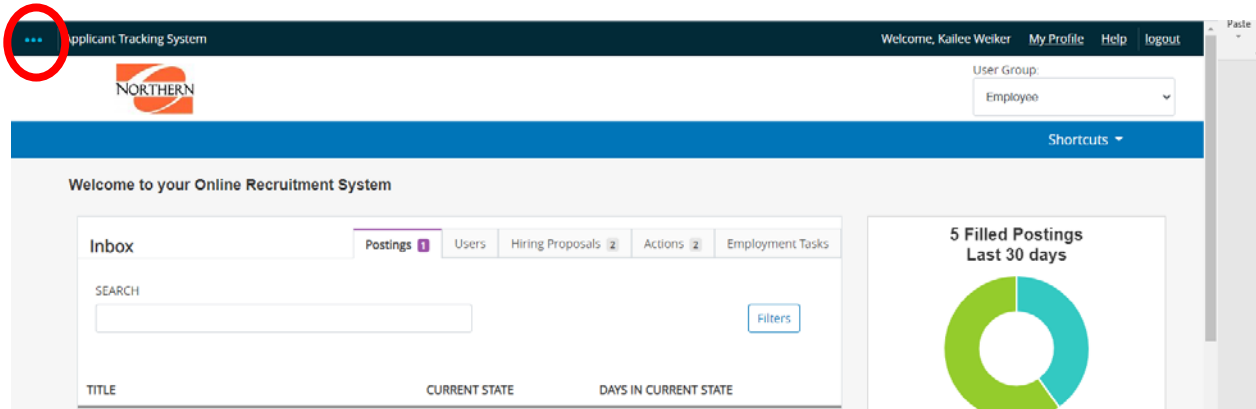 Paste
••• Applicant Tracking System Welcome, Kailee Weiker My Profile Help logout
NORTHERN
User Group:
Employee
Shortcuts
Welcome to your Online Recruitment System
Inbox Postings 1 Users Hiring Proposals 2 Actions 2 Employment Tasks
SEARCH
Filters
TITLE CURRENT STATE DAYS IN CURRENT STATE
5 Filled Postings
Last 30 days